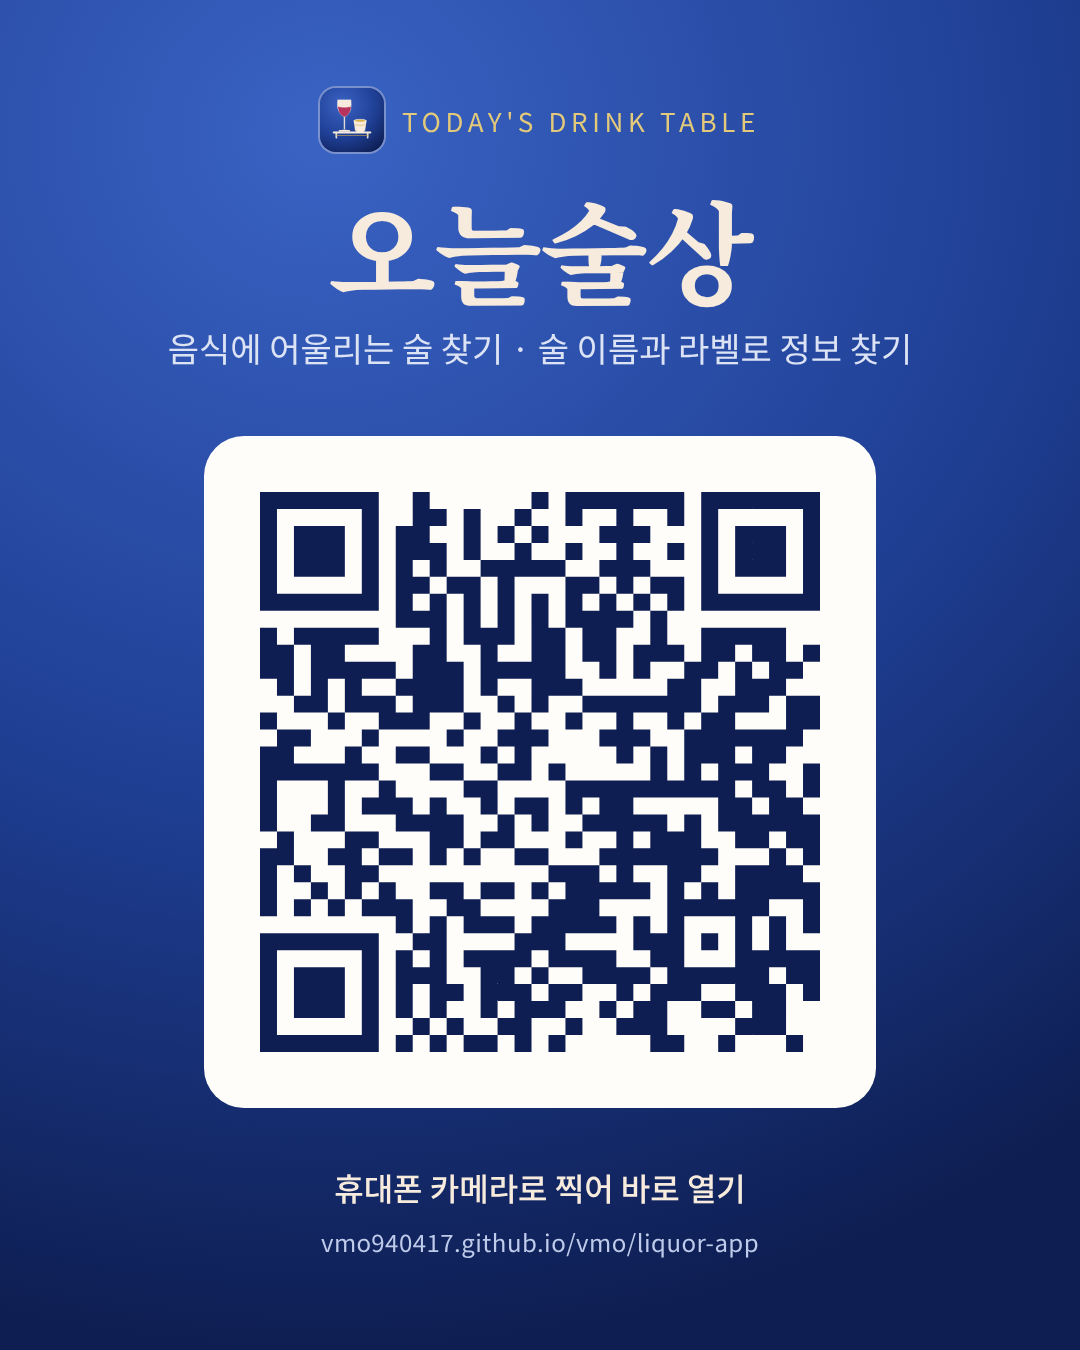 TODAY'S DRINK TABLE
오늘술상
음식에 어울리는 술 찾기 · 술 이름과 라벨로 정보 찾기
휴대폰 카메라로 찍어 바로 열기
vmo940417.github.io/vmo/liquor-app